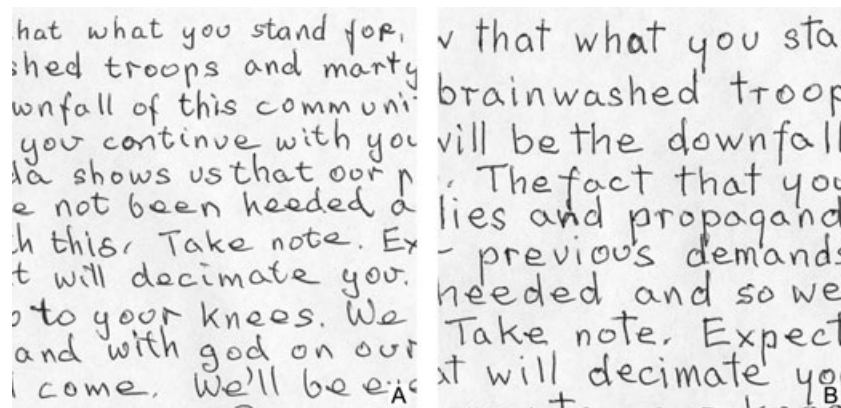 hat what you stand for,
shed troops and marty
wnfall of this communi
you continue with you
da shows us that our p
e not been heeded a
h this, Take note. Ex
t will decimate you.
to your knees. We
and with god on our
come. We'll be
A
v that what you sta
brainwashed troop
will be the downfall
. The fact that you
lies and propagand
previous demands
heeded and so we
Take note. Expect
at will decimate yo
B